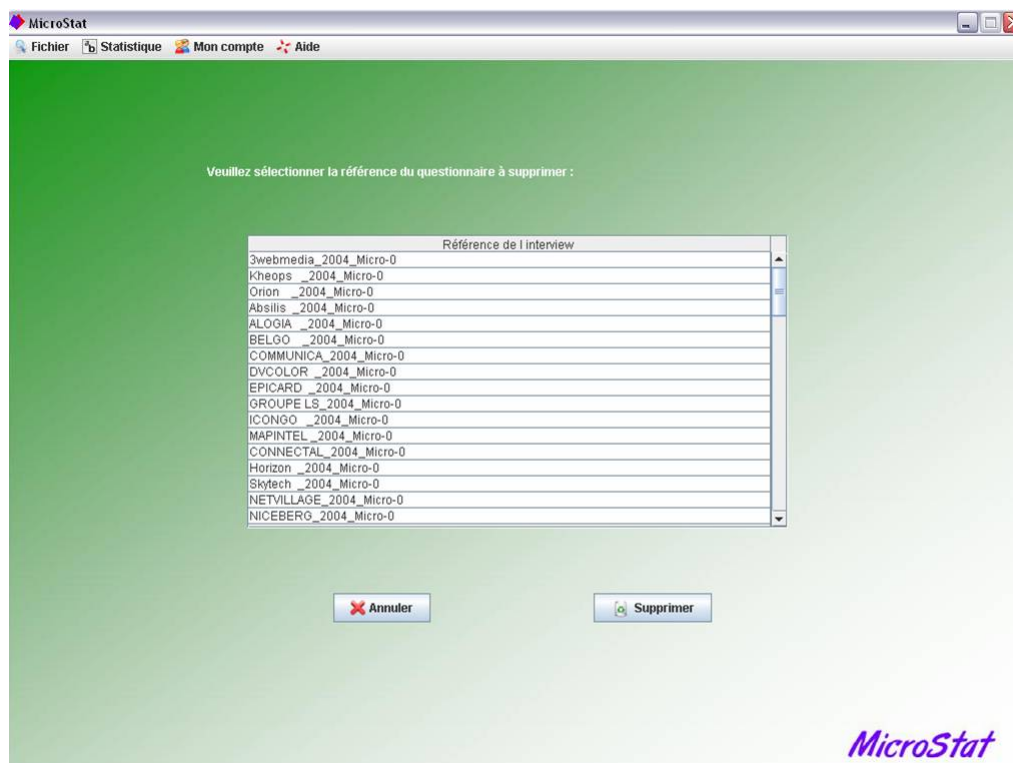 MicroStat
Fichier Statistique Mon compte Aide
Veuillez sélectionner la référence du questionnaire à supprimer :
Référence de l interview
3webmedia_2004_Micro-0
Kheops _2004_Micro-0
Orion _2004_Micro-0
Absilis _2004_Micro-0
ALOGIA _2004_Micro-0
BELGO _2004_Micro-0
COMMUNICA_2004_Micro-0
DVCOLOR _2004_Micro-0
EPICARD _2004_Micro-0
GROUPE LS_2004_Micro-0
ICONGO _2004_Micro-0
MAPINTEL _2004_Micro-0
CONNECTAL_2004_Micro-0
Horizon _2004_Micro-0
Skytech _2004_Micro-0
NETVILLAGE_2004_Micro-0
NICEBERG_2004_Micro-0
Annuler Supprimer
MicroStat